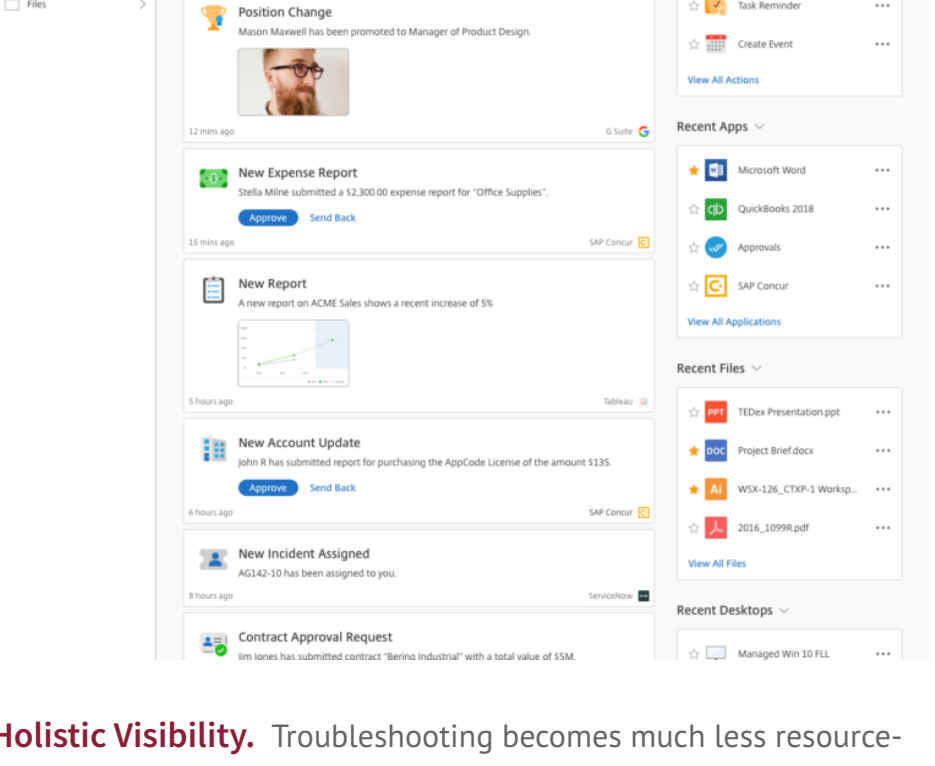 Files
Position Change
Mason Maxwell has been promoted to Manager of Product Design.
12 mins ago
G Suite
New Expense Report
Stella Milne submitted a $2,300.00 expense report for "Office Supplies".
Approve
Send Back
15 mins ago
SAP Concur
New Report
A new report on ACME Sales shows a recent increase of 5%
5 hours ago
Tableau
New Account Update
John R has submitted report for purchasing the AppCode License of the amount $135.
Approve
Send Back
6 hours ago
SAP Concur
New Incident Assigned
AG142-10 has been assigned to you.
8 hours ago
ServiceNow
Contract Approval Request
Jim Jones has submitted contract "Bering Industrial" with a total value of $5M.
Task Reminder
Create Event
View All Actions
Recent Apps
Microsoft Word
qb QuickBooks 2018
Approvals
C SAP Concur
View All Applications
Recent Files
PPT TEDex Presentation.ppt
DOC Project Brief.docx
Ai WSX-126_CTXP-1 Worksp..
2016_1099R.pdf
View All Files
Recent Desktops
Managed Win 10 FLL
Holistic Visibility. Troubleshooting becomes much less resource-